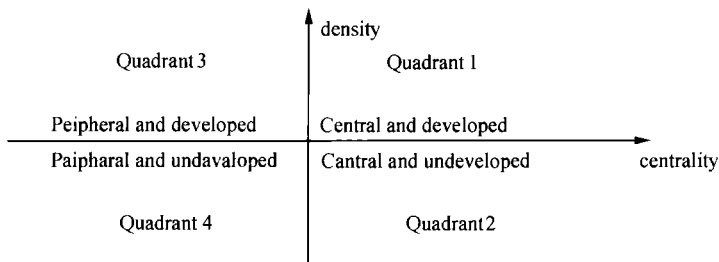 density
Quadrant 3
Quadrant 1
Peipheral and developed
Central and developed
Paipharal and undavaloped
Cantral and undeveloped
centrality
Quadrant 4
Quadrant2